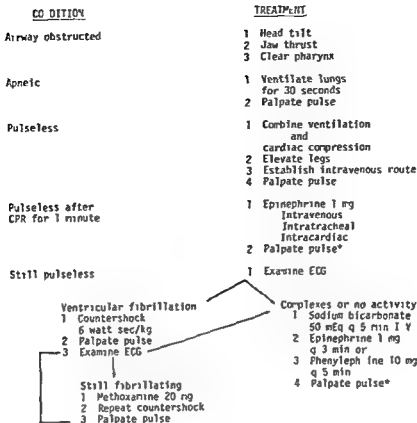 CO DITION
TREATMENT
Airway obstructed
1 Head tilt
2 Jaw thrust
3 Clear pharynx
Apneic
1 Ventilate lungs
for 30 seconds
2 Palpate pulse
Pulseless
1 Combine ventilation
and
cardiac compression
2 Elevate legs
3 Establish intravenous route
4 Palpate pulse
Pulseless after
CPR for 1 minute
1 Epinephrine 1 mg
Intravenous
Intratracheal
Intracardiac
2 Palpate pulse*
Still pulseless
1 Examine ECG
Ventricular fibrillation
1 Countershock
6 watt sec/kg
2 Palpate pulse
3 Examine ECG
Still fibrillating
1 Methoxamine 20 mg
2 Repeat countershock
3 Palpate pulse
Complexes or no activity
1 Sodium bicarbonate
50 mEq q 5 min I V
2 Epinephrine 1 mg
q 3 min or
3 Phenyleph ine 10 mg
q 5 min
4 Palpate pulse*